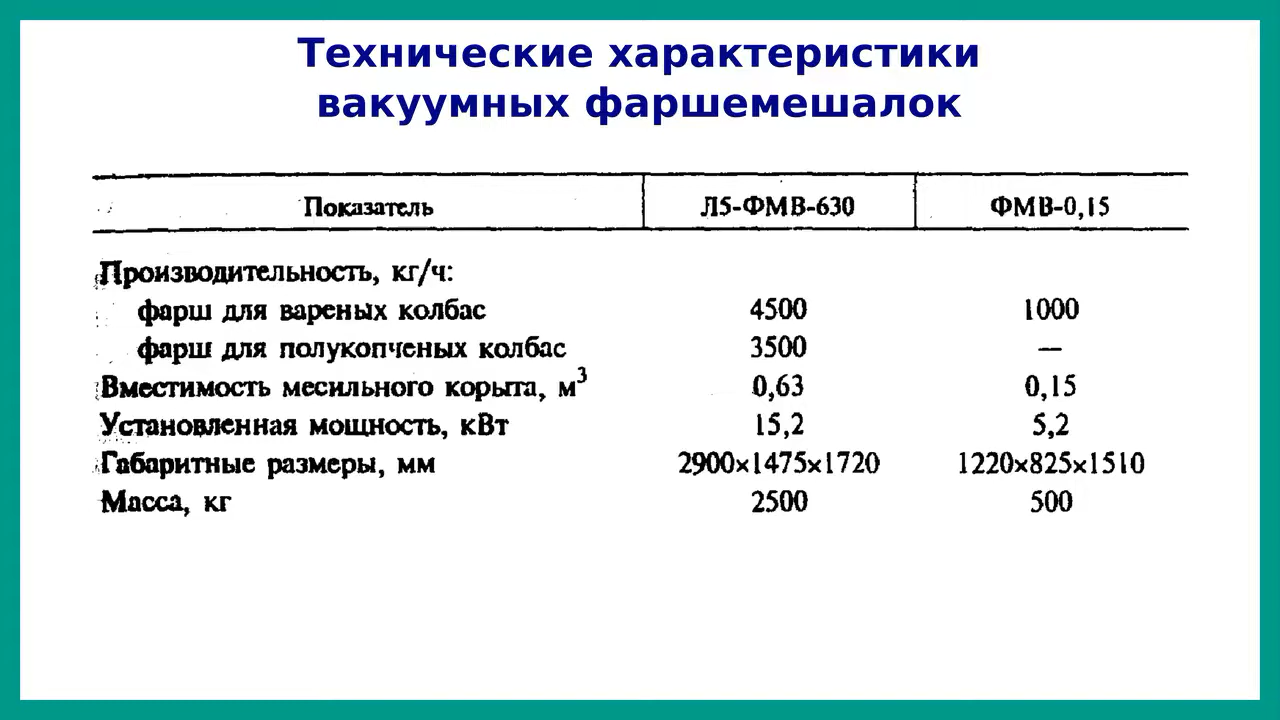 Технические характеристики
вакуумных фаршемешалок
Показатель Л5-ФМВ-630 ФМВ-0,15
Производительность, кг/ч:
фарш для вареных колбас 4500 1000
фарш для полукопченых колбас 3500 —
Вместимость месильного корыта, м³ 0,63 0,15
Установленная мощность, кВт 15,2 5,2
Габаритные размеры, мм 2900×1475×1720 1220×825×1510
Масса, кг 2500 500